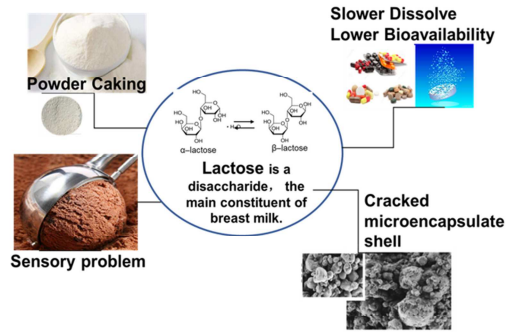 Slower Dissolve
Lower Bioavailability
Powder Caking
α–lactose
· H₂O
β–lactose
Lactose is a
disaccharide, the
main constituent of
breast milk.
Sensory problem
Cracked
microencapsulate
shell